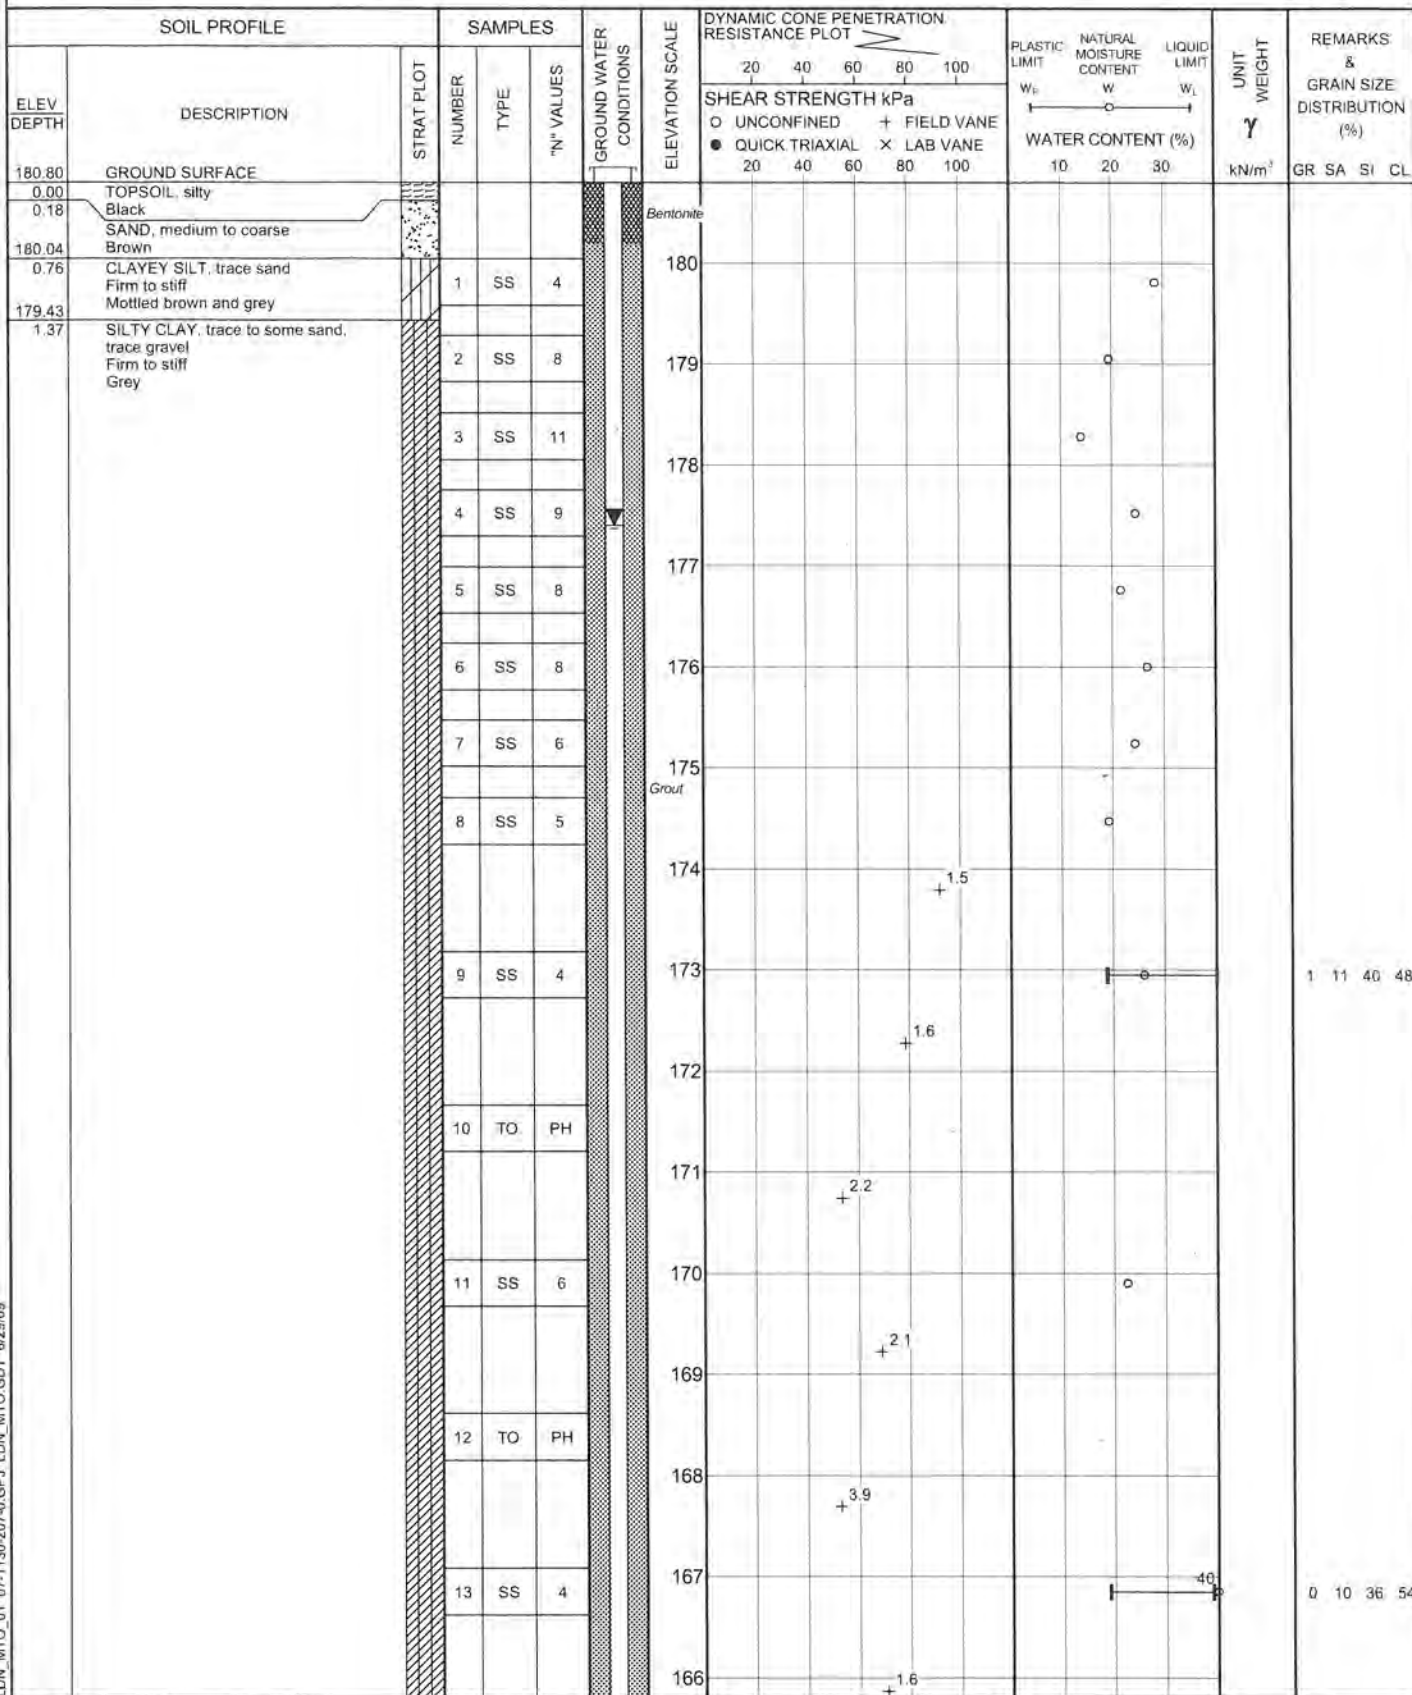 SOIL PROFILE
SAMPLES
GROUND WATER CONDITIONS
ELEVATION SCALE
DYNAMIC CONE PENETRATION
RESISTANCE PLOT
20 40 60 80 100
SHEAR STRENGTH kPa
O UNCONFINED + FIELD VANE
● QUICK TRIAXIAL × LAB VANE
PLASTIC LIMIT
NATURAL MOISTURE CONTENT
LIQUID LIMIT
WP W WL
WATER CONTENT (%)
10 20 30
UNIT WEIGHT
γ
kN/m³
REMARKS
&
GRAIN SIZE
DISTRIBUTION
(%)
GR SA SI CL
ELEV
DEPTH
DESCRIPTION
STRAT PLOT
NUMBER
TYPE
"N" VALUES
180.80 GROUND SURFACE
0.00 TOPSOIL, silty
0.18 Black
SAND, medium to coarse
180.04 Brown
0.76 CLAYEY SILT, trace sand
Firm to stiff
Mottled brown and grey
179.43
1.37 SILTY CLAY, trace to some sand,
trace gravel
Firm to stiff
Grey
Bentonite
180
1 SS 4
179
2 SS 8
3 SS 11
178
4 SS 9
177
5 SS 8
6 SS 8 176
7 SS 6
175
Grout
8 SS 5
174
1.5
9 SS 4 173 1 11 40 48
1.6
172
10 TO PH
171
2.2
11 SS 6 170
2.1
169
12 TO PH
168
3.9
167
13 SS 4 40 0 10 36 54
166
1.6